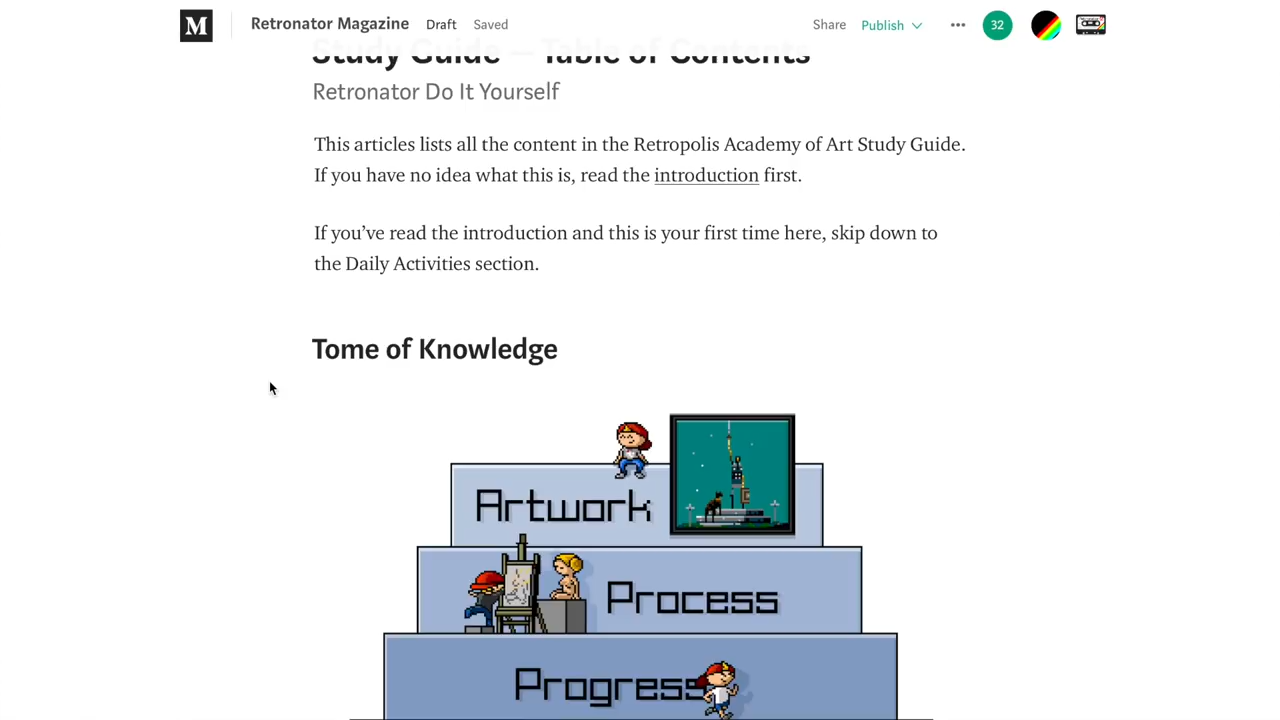 M Retronator Magazine Draft Saved Share Publish 32
Study Guide — Table of Contents
Retronator Do It Yourself
This articles lists all the content in the Retropolis Academy of Art Study Guide.
If you have no idea what this is, read the introduction first.
If you’ve read the introduction and this is your first time here, skip down to
the Daily Activities section.
Tome of Knowledge
Artwork
Process
Progress